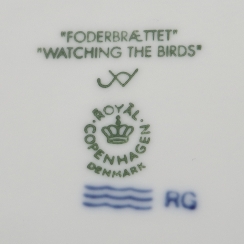 "FODERBRÆTTET"
"WATCHING THE BIRDS"
ROYAL
COPENHAGEN
DENMARK
RG